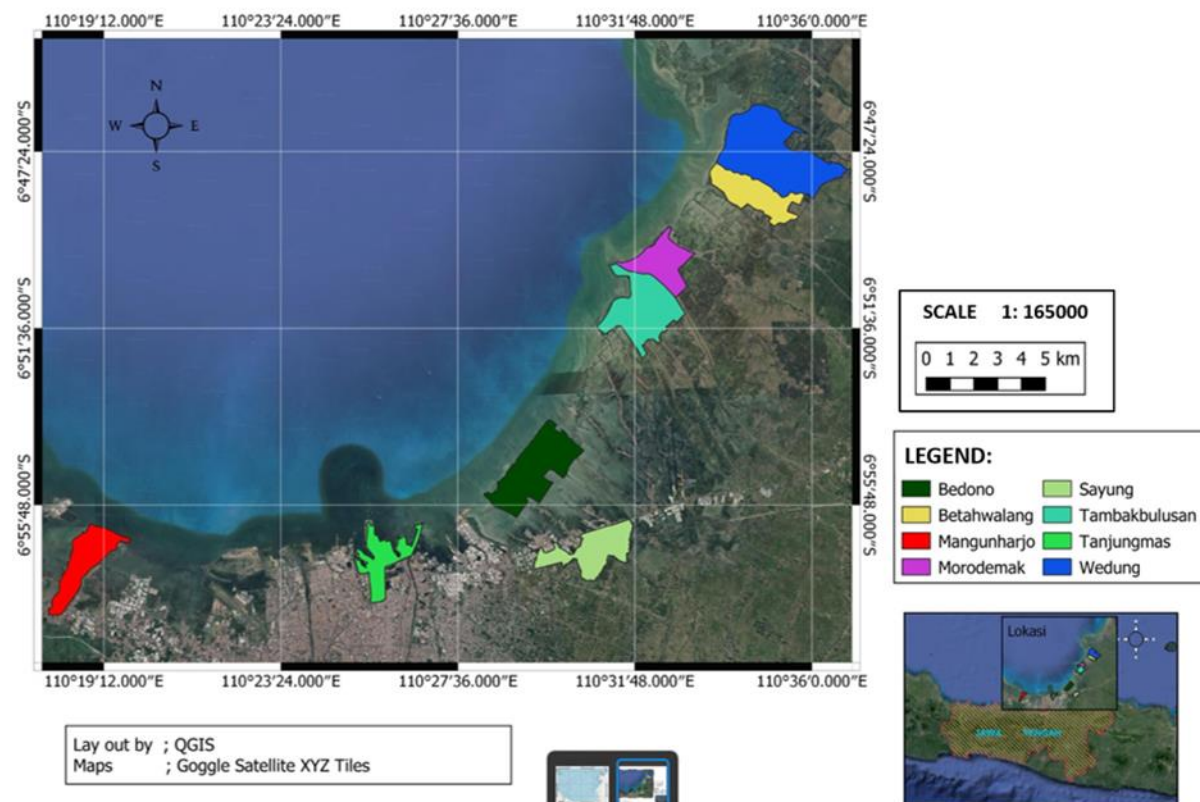 110°19'12.000"E 110°23'24.000"E 110°27'36.000"E 110°31'48.000"E 110°36'0.000"E
N
W E
S
6°47'24.000"S
6°51'36.000"S
6°55'48.000"S
6°47'24.000"S
6°51'36.000"S
6°55'48.000"S
110°19'12.000"E 110°23'24.000"E 110°27'36.000"E 110°31'48.000"E 110°36'0.000"E
SCALE 1: 165000
0 1 2 3 4 5 km
LEGEND:
Bedono Sayung
Betahwalang Tambakbulusan
Mangunharjo Tanjungmas
Morodemak Wedung
Lokasi
JAWA TENGAH
Lay out by ; QGIS
Maps ; Goggle Satellite XYZ Tiles